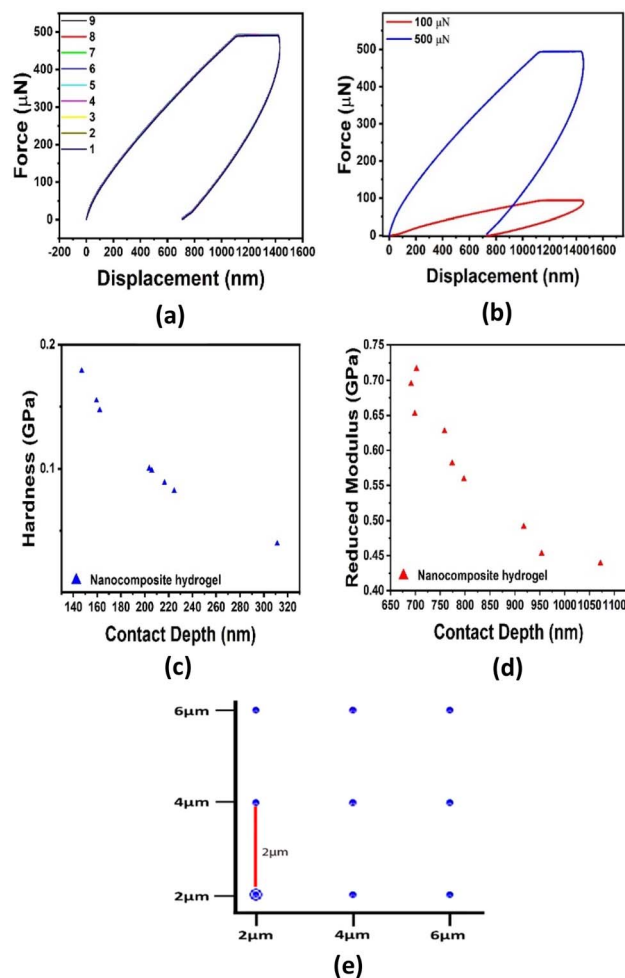 9
8
7
6
5
4
3
2
1
500
400
300
200
100
0
-200 0 200 400 600 800 1000 1200 1400 1600
Force (μN)
Displacement (nm)
(a)
100 μN
500 μN
500
400
300
200
100
0
0 200 400 600 800 1000 1200 1400 1600
Force (μN)
Displacement (nm)
(b)
0.2
0.1
Hardness (GPa)
Nanocomposite hydrogel
140 160 180 200 220 240 260 280 300 320
Contact Depth (nm)
(c)
0.75
0.70
0.65
0.60
0.55
0.50
0.45
0.40
Reduced Modulus (GPa)
Nanocomposite hydrogel
650 700 750 800 850 900 950 1000 1050 1100
Contact Depth (nm)
(d)
6μm
4μm
2μm
2μm
2μm 4μm 6μm
(e)